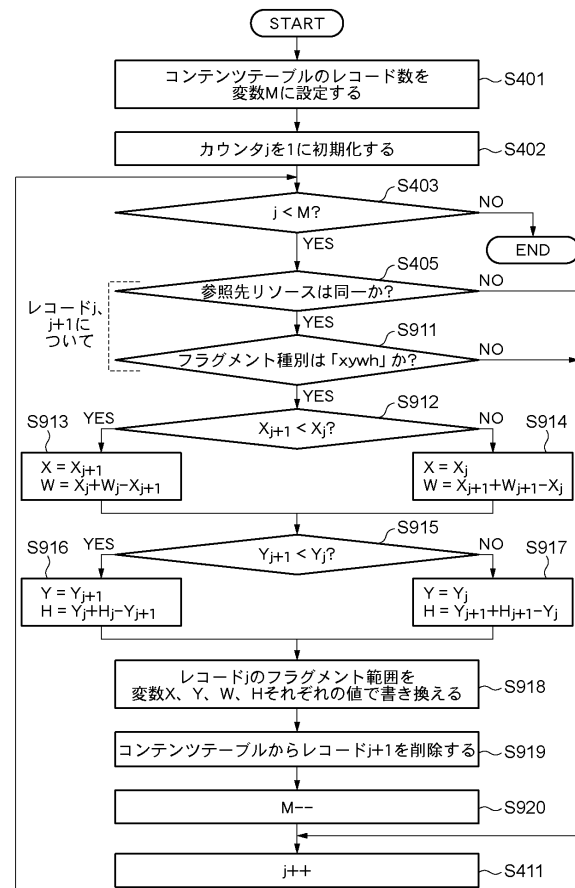 START
コンテンツテーブルのレコード数を
変数Mに設定する
S401
カウンタjを1に初期化する
S402
S403
j < M?
NO
YES
END
S405
参照先リソースは同一か?
NO
レコードj、
j+1に
ついて
YES
S911
フラグメント種別は「xywh」か?
NO
YES
S912
S913
YES
Xj+1 < Xj?
NO
S914
X = Xj+1
W = Xj+Wj−Xj+1
X = Xj
W = Xj+1+Wj+1−Xj
S915
S916
YES
Yj+1 < Yj?
NO
S917
Y = Yj+1
H = Yj+Hj−Yj+1
Y = Yj
H = Yj+1+Hj+1−Yj
レコードjのフラグメント範囲を
変数X、Y、W、Hそれぞれの値で書き換える
S918
コンテンツテーブルからレコードj+1を削除する
S919
M−−
S920
j++
S411